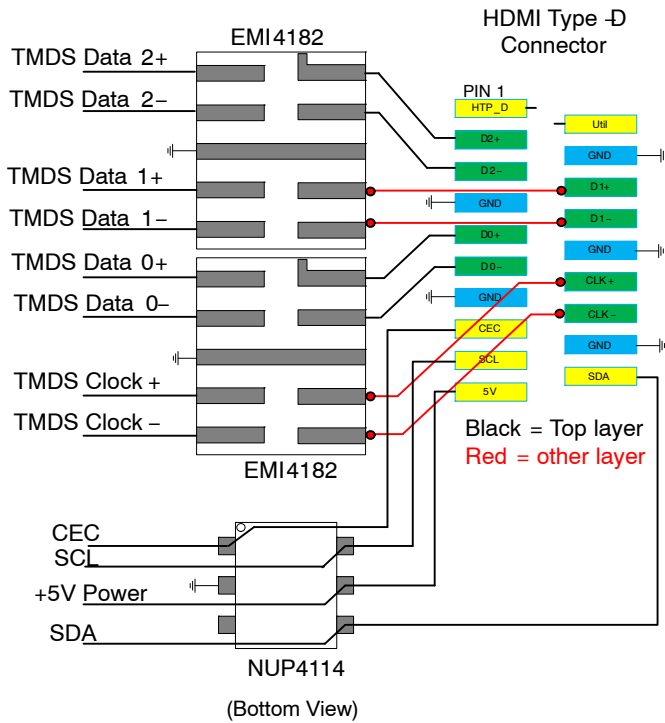 EMI4182
HDMI Type -D
Connector
TMDS Data 2+
TMDS Data 2−
TMDS Data 1+
TMDS Data 1−
TMDS Data 0+
TMDS Data 0−
TMDS Clock +
TMDS Clock −
EMI4182
PIN 1
HTP_D
D2+
D2−
GND
D0+
D0−
GND
CEC
SCL
5V
Util
GND
D1+
D1−
GND
CLK+
CLK−
GND
SDA
Black = Top layer
Red = other layer
CEC
SCL
+5V Power
SDA
NUP4114
(Bottom View)